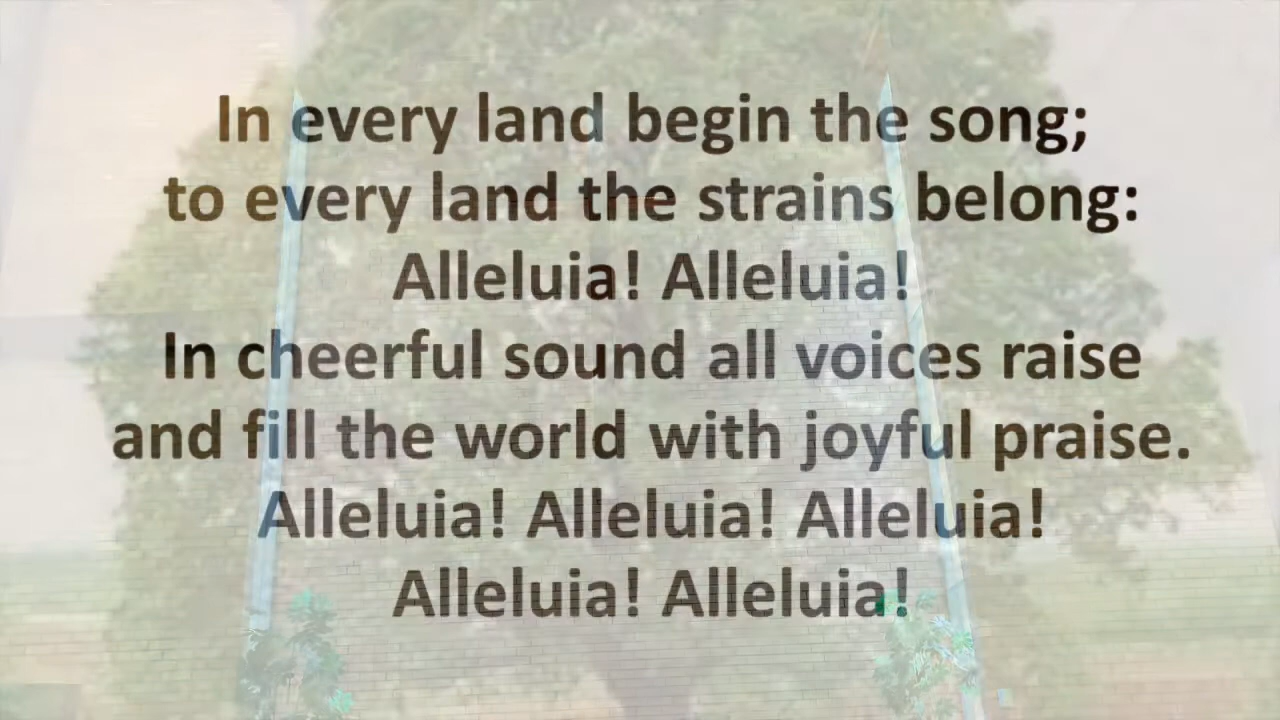 In every land begin the song;
to every land the strains belong:
Alleluia! Alleluia!
In cheerful sound all voices raise
and fill the world with joyful praise.
Alleluia! Alleluia! Alleluia!
Alleluia! Alleluia!